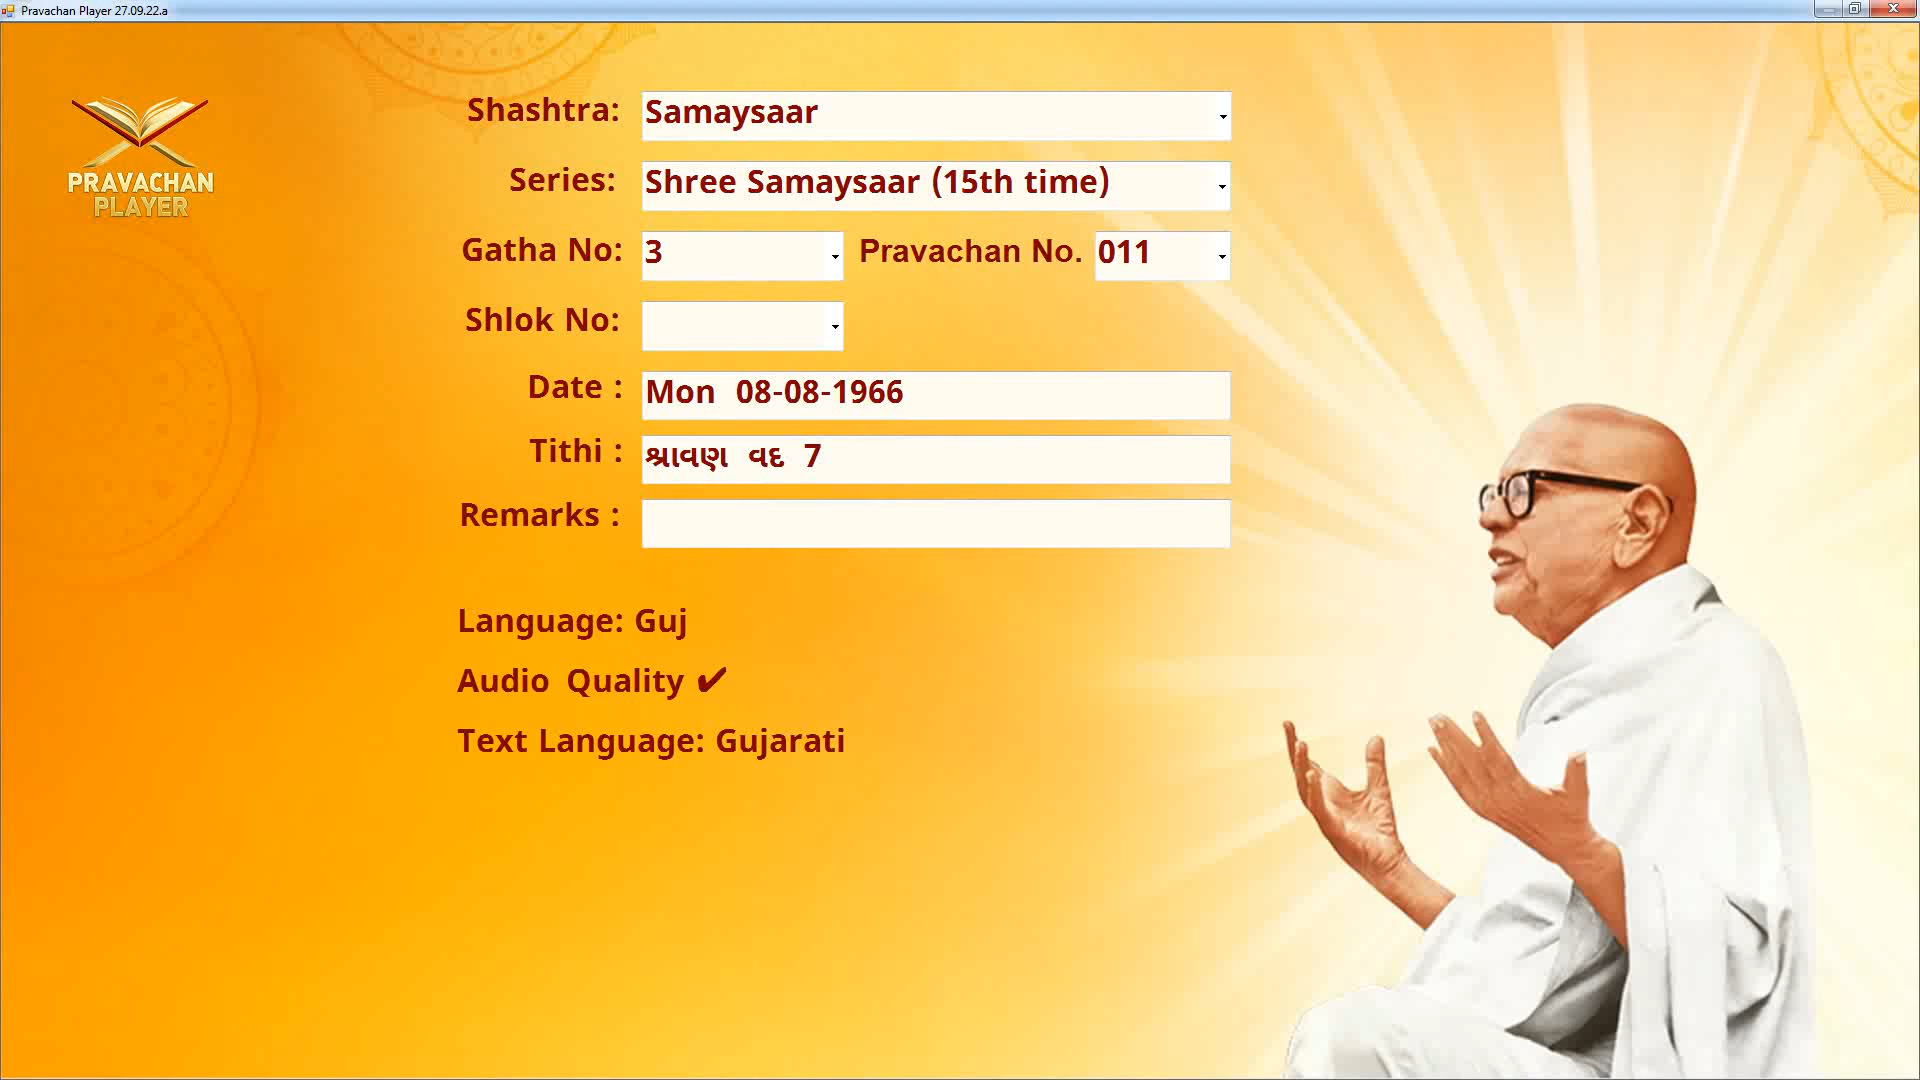 Pravachan Player 27.09.22.a
PRAVACHAN
PLAYER
Shashtra: Samaysaar
Series: Shree Samaysaar (15th time)
Gatha No: 3 Pravachan No. 011
Shlok No:
Date : Mon 08-08-1966
Tithi : શ્રાવણ વદ 7
Remarks :
Language: Guj
Audio Quality ✔
Text Language: Gujarati